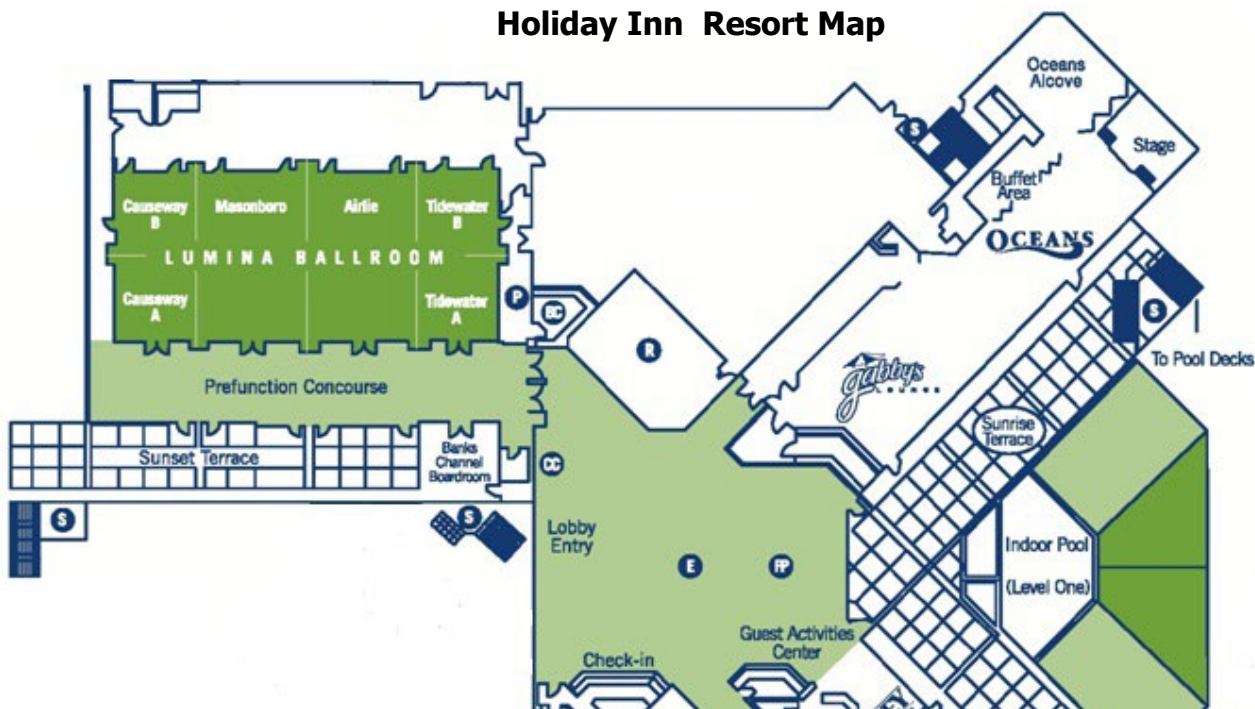 Holiday Inn Resort Map
Oceans
Alcove
S
Stage
Buffet
Area
OCEANS
Causeway
B
Masonboro
Airlie
Tidewater
B
LUMINA BALLROOM
Causeway
A
Tidewater
A
P
BC
R
S
To Pool Decks
gabby's
LOUNGE
Prefunction Concourse
Sunrise
Terrace
Sunset Terrace
Banks
Channel
Boardroom
CC
S
S
Lobby
Entry
E
FP
Indoor Pool
(Level One)
Guest Activities
Center
Check-in